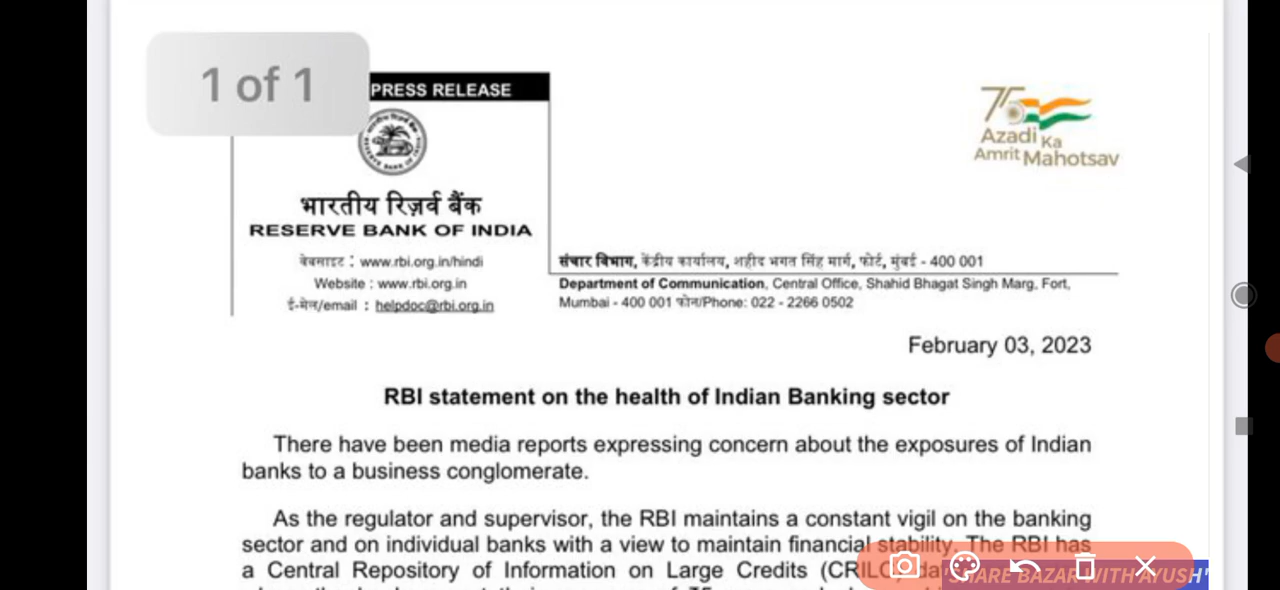 1 of 1
PRESS RELEASE
75
Azadi Ka
Amrit Mahotsav
भारतीय रिज़र्व बैंक
RESERVE BANK OF INDIA
वेबसाइट : www.rbi.org.in/hindi
Website : www.rbi.org.in
ई-मेल/email : helpdoc@rbi.org.in
संचार विभाग, केंद्रीय कार्यालय, शहीद भगत सिंह मार्ग, फोर्ट, मुंबई - 400 001
Department of Communication, Central Office, Shahid Bhagat Singh Marg, Fort,
Mumbai - 400 001 फोन/Phone: 022 - 2266 0502
February 03, 2023
RBI statement on the health of Indian Banking sector
There have been media reports expressing concern about the exposures of Indian
banks to a business conglomerate.
As the regulator and supervisor, the RBI maintains a constant vigil on the banking
sector and on individual banks with a view to maintain financial stability. The RBI has
a Central Repository of Information on Large Credits (CRILC)
"SHARE BAZAR WITH AYUSH"